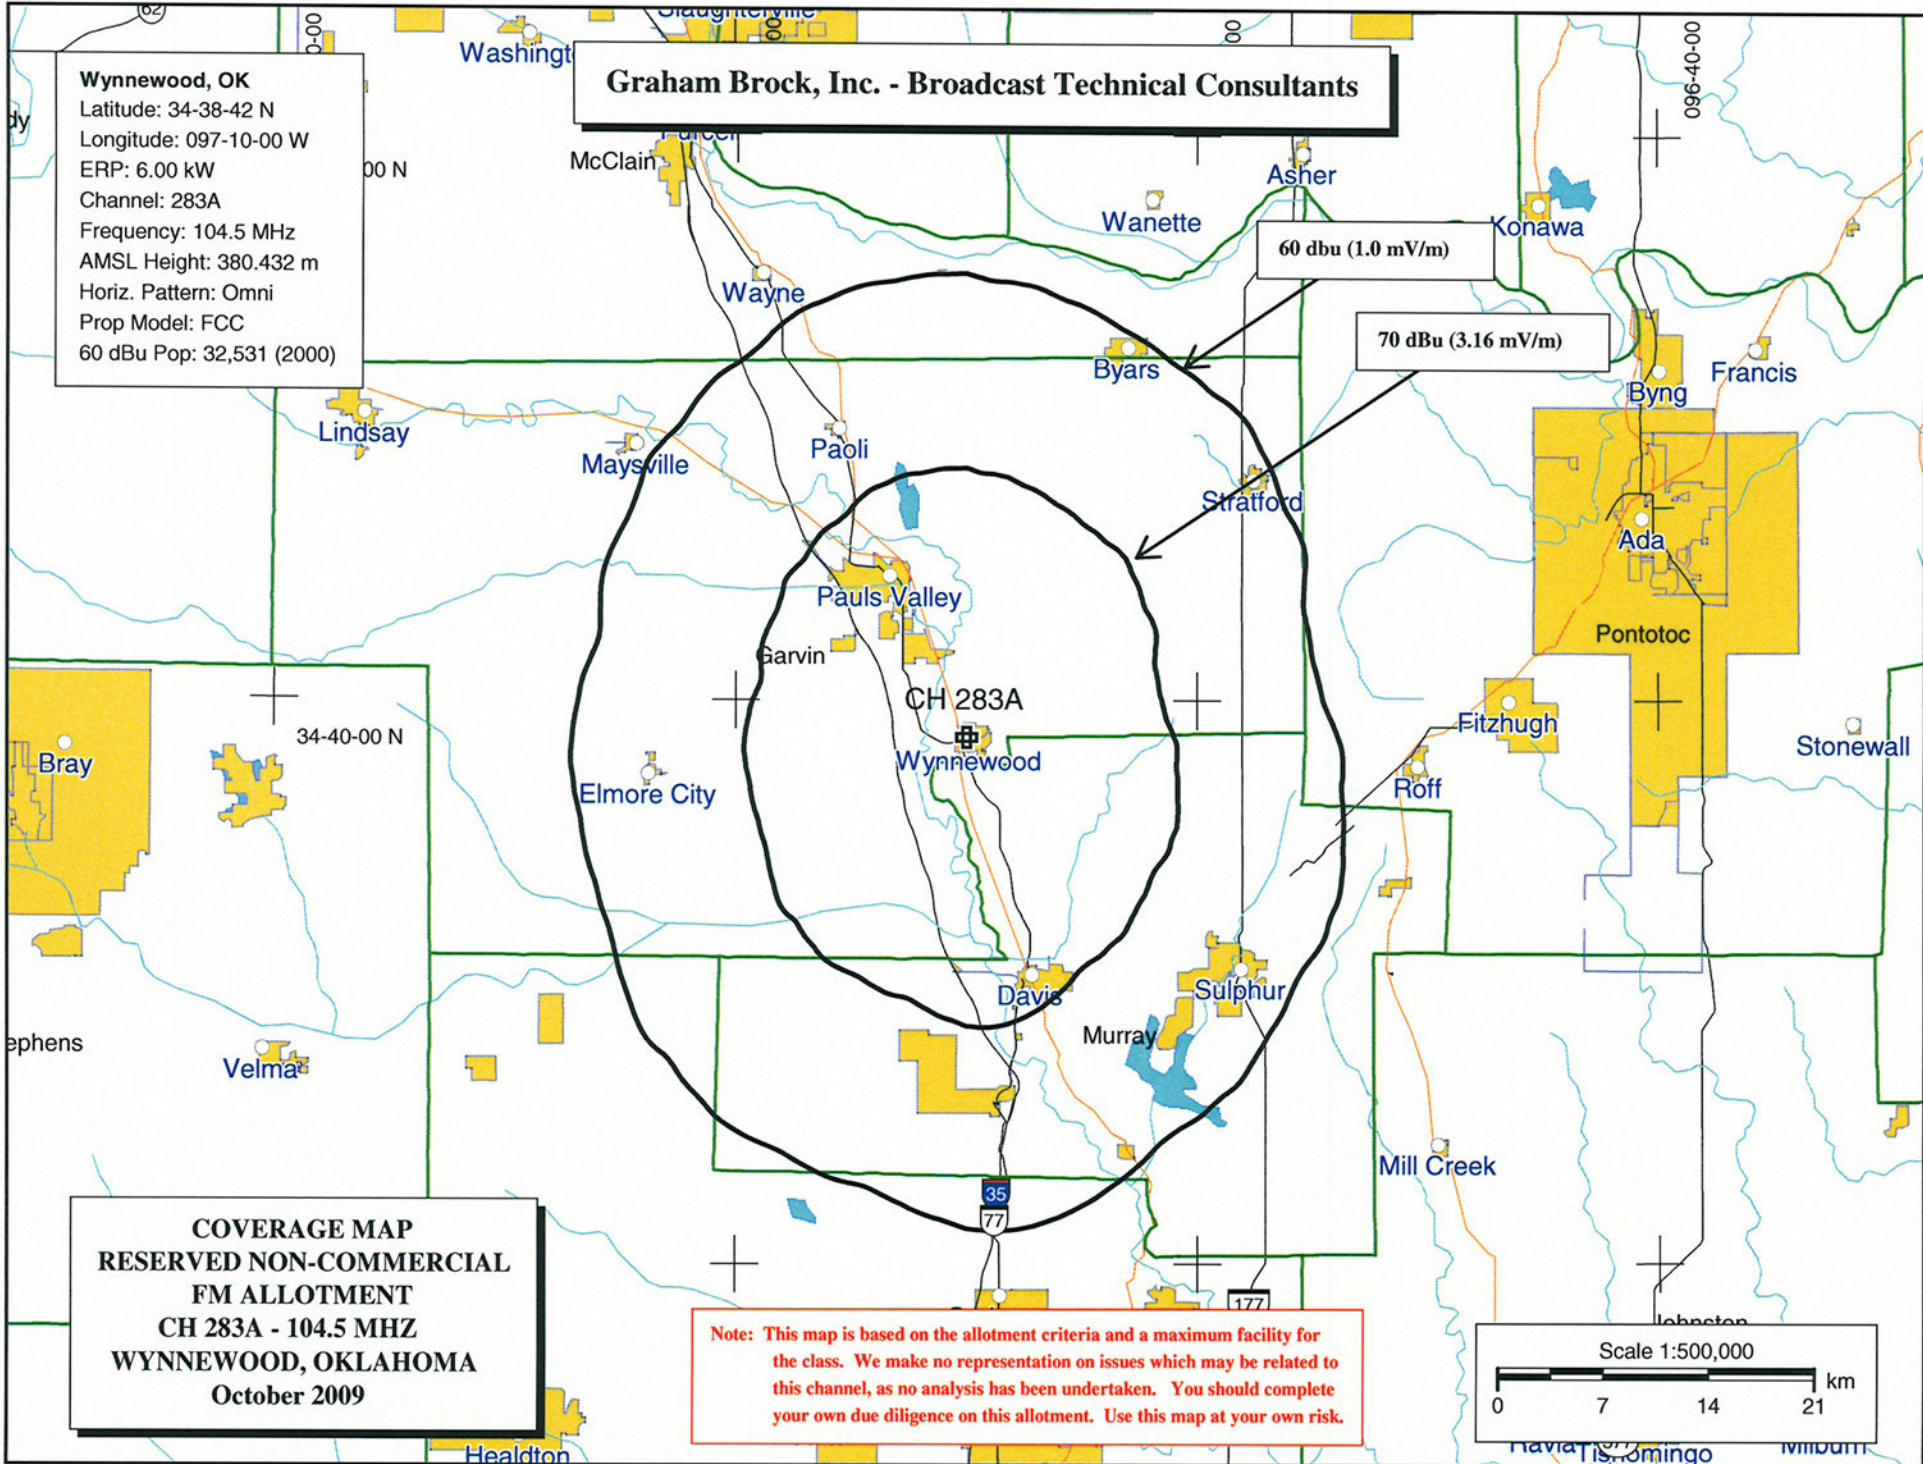 62
Slaughterville
Washingt
Graham Brock, Inc. - Broadcast Technical Consultants
096-40-00
Wynnewood, OK
Latitude: 34-38-42 N
Longitude: 097-10-00 W
ERP: 6.00 kW
Channel: 283A
Frequency: 104.5 MHz
AMSL Height: 380.432 m
Horiz. Pattern: Omni
Prop Model: FCC
60 dBu Pop: 32,531 (2000)
00 N
Purcell
McClain
Asher
Wanette
Konawa
60 dbu (1.0 mV/m)
Wayne
70 dBu (3.16 mV/m)
Byars
Byng
Francis
Lindsay
Maysville
Paoli
Stratford
Ada
Pauls Valley
Pontotoc
Garvin
CH 283A
34-40-00 N
Wynnewood
Fitzhugh
Stonewall
Bray
Elmore City
Roff
Davis
Sulphur
Murray
ephens
Velma
Mill Creek
35
77
177
COVERAGE MAP
RESERVED NON-COMMERCIAL
FM ALLOTMENT
CH 283A - 104.5 MHZ
WYNNEWOOD, OKLAHOMA
October 2009
Note: This map is based on the allotment criteria and a maximum facility for
the class. We make no representation on issues which may be related to
this channel, as no analysis has been undertaken. You should complete
your own due diligence on this allotment. Use this map at your own risk.
Johnston
Scale 1:500,000
km
0 7 14 21
Healdton
Ravia
377
Tishomingo
Milburn